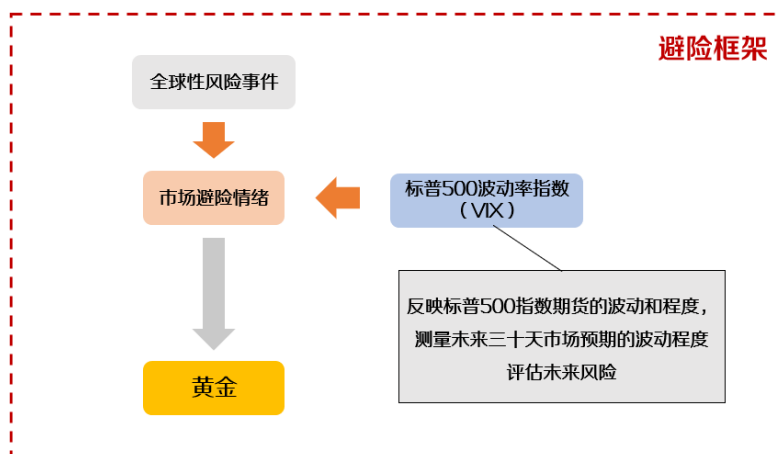 避险框架
全球性风险事件
市场避险情绪
标普500波动率指数
（VIX）
反映标普500指数期货的波动和程度，
测量未来三十天市场预期的波动程度
评估未来风险
黄金